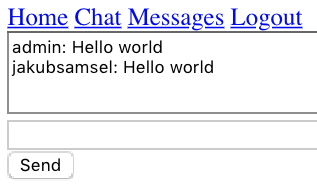 Home Chat Messages Logout
admin: Hello world
jakubsamsel: Hello world
Send